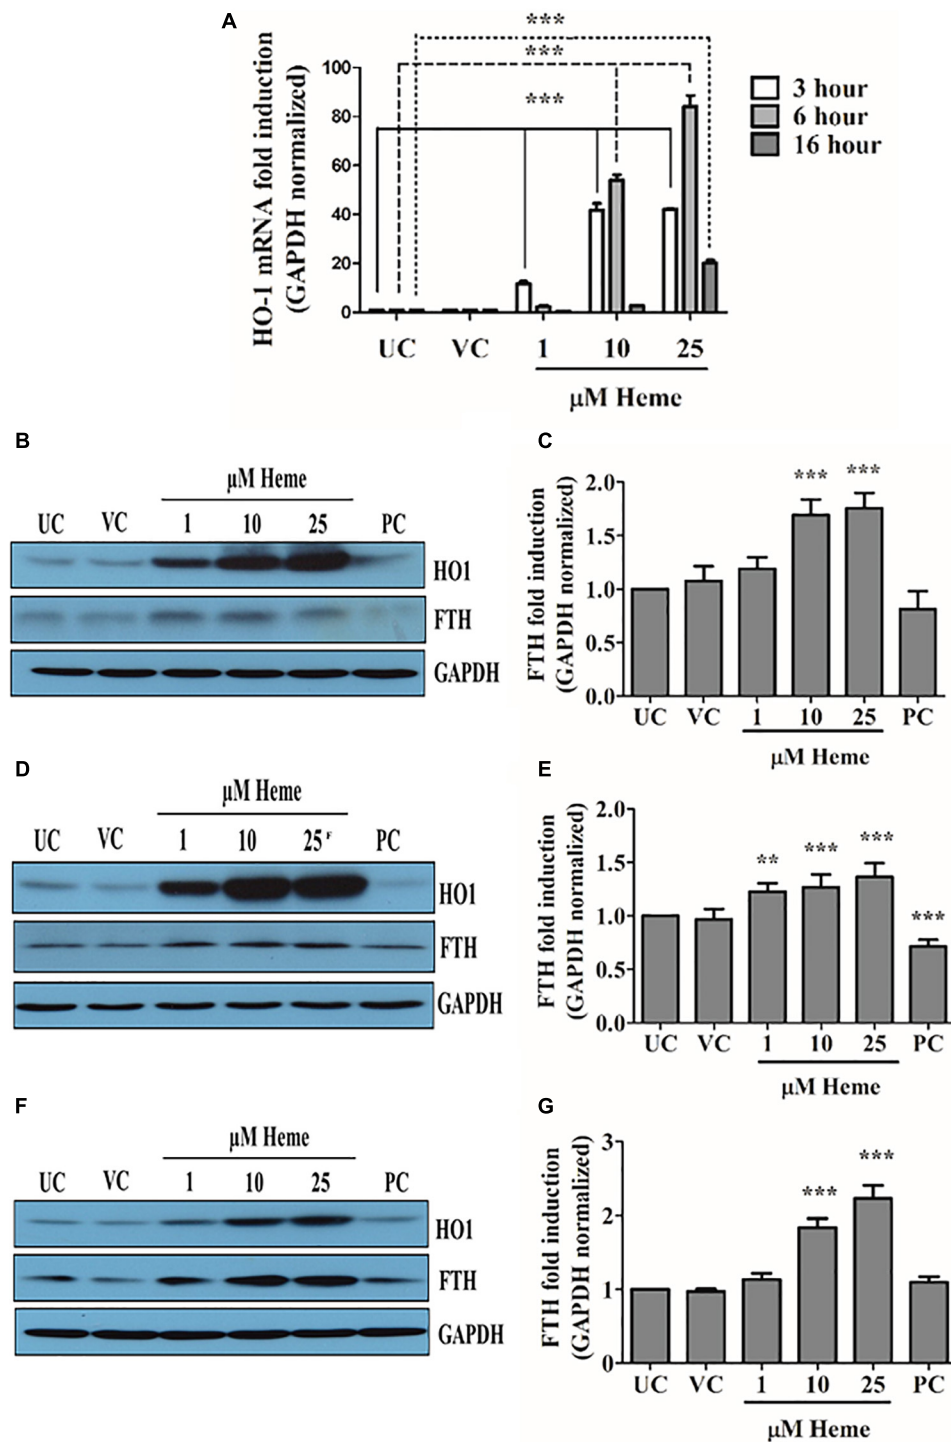 A
***
***
***
HO-1 mRNA fold induction
(GAPDH normalized)
100
80
60
40
20
0
3 hour
6 hour
16 hour
UC VC 1 10 25
µM Heme
B
µM Heme
UC VC 1 10 25 PC
HO1
FTH
GAPDH
C
FTH fold induction
(GAPDH normalized)
2.0
1.5
1.0
0.5
0.0
*** ***
UC VC 1 10 25 PC
µM Heme
D
µM Heme
UC VC 1 10 25 F PC
HO1
FTH
GAPDH
E
FTH fold induction
(GAPDH normalized)
2.0
1.5
1.0
0.5
0.0
** *** *** ***
UC VC 1 10 25 PC
µM Heme
F
µM Heme
UC VC 1 10 25 PC
HO1
FTH
GAPDH
G
FTH fold induction
(GAPDH normalized)
3
2
1
0
*** ***
UC VC 1 10 25 PC
µM Heme